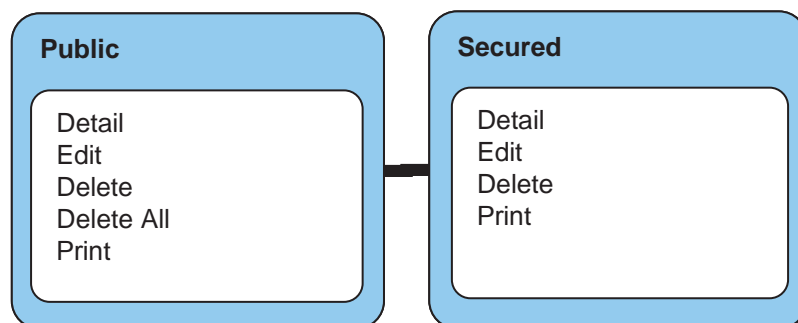 Public
Detail
Edit
Delete
Delete All
Print
Secured
Detail
Edit
Delete
Print